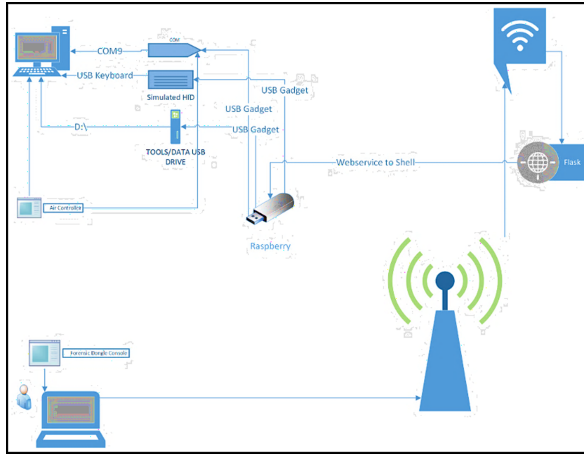 COM
COM9
USB Keyboard
Simulated HID
USB Gadget
USB Gadget
USB Gadget
D:\
TOOLS/DATA USB
DRIVE
Webservice to Shell
Flask
Air Controller
Raspberry
Forensic Dongle Console